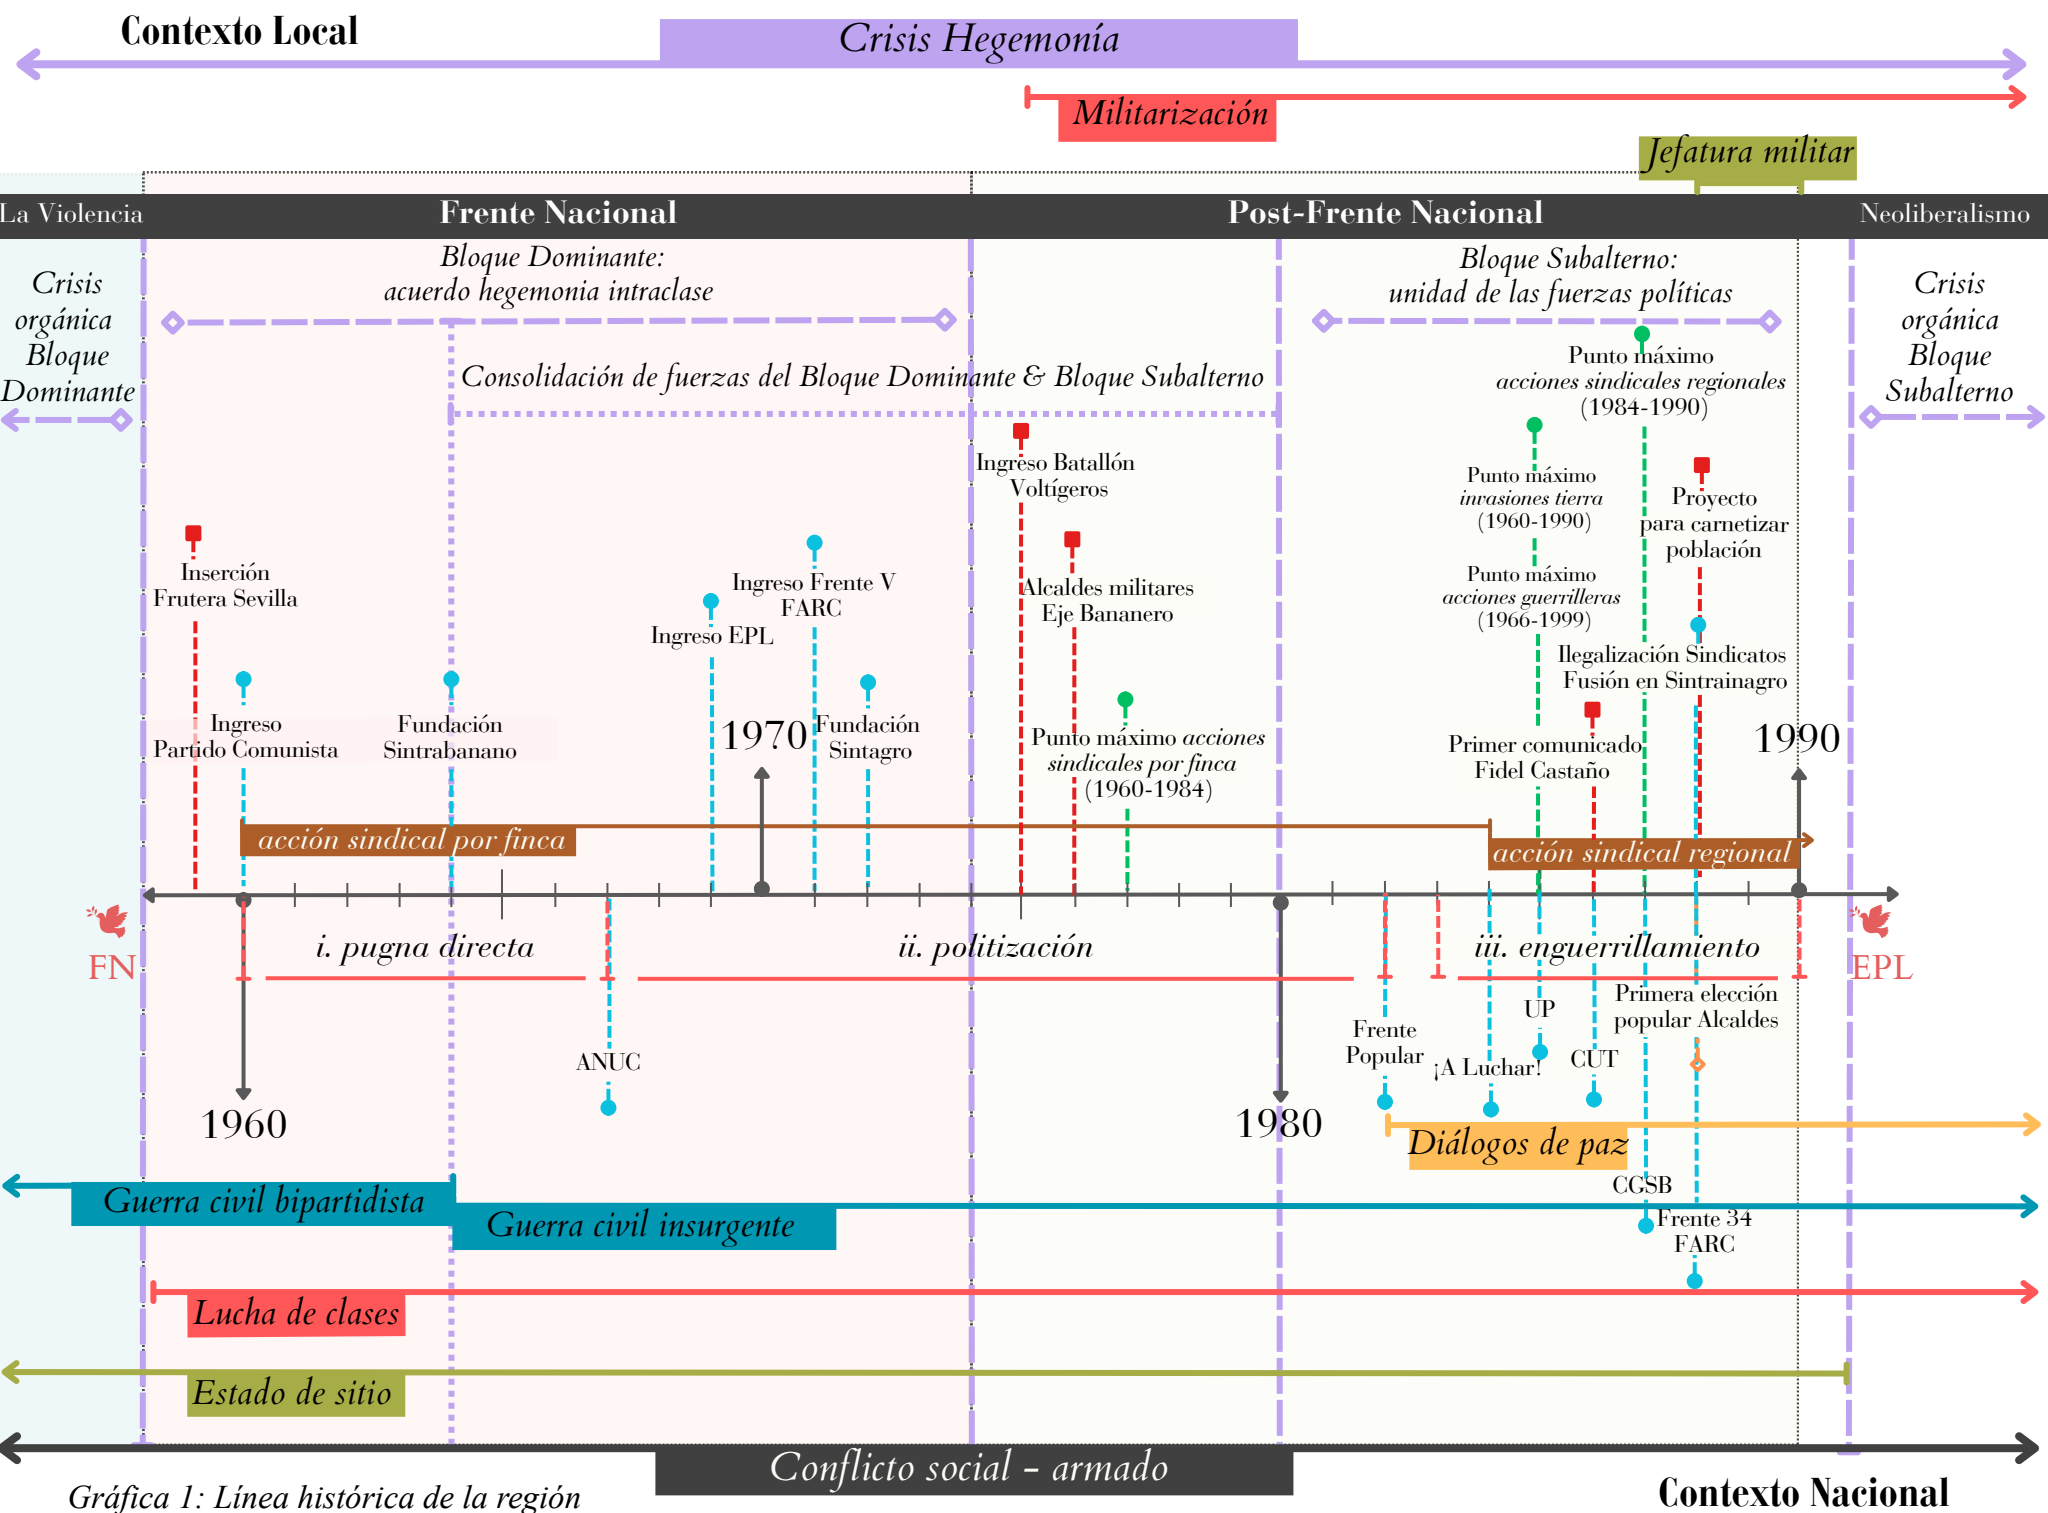 Contexto Local
Crisis Hegemonía
Militarización
Jefatura militar
La Violencia
Frente Nacional
Post-Frente Nacional
Neoliberalismo
Crisis
orgánica
Bloque
Dominante
Bloque Dominante:
acuerdo hegemonia intraclase
Bloque Subalterno:
unidad de las fuerzas políticas
Crisis
orgánica
Bloque
Subalterno
Consolidación de fuerzas del Bloque Dominante & Bloque Subalterno
Punto máximo
acciones sindicales regionales
(1984-1990)
Ingreso Batallón
Voltígeros
Punto máximo
invasiones tierra
(1960-1990)
Proyecto
para carnetizar
población
Inserción
Frutera Sevilla
Ingreso Frente V
FARC
Ingreso EPL
Alcaldes militares
Eje Bananero
Punto máximo
acciones guerrilleras
(1966-1999)
Ilegalización Sindicatos
Fusión en Sintrainagro
Ingreso
Partido Comunista
Fundación
Sintrabanano
1970
Fundación
Sintagro
Punto máximo acciones
sindicales por finca
(1960-1984)
Primer comunicado
Fidel Castaño
1990
acción sindical por finca
acción sindical regional
FN
i. pugna directa
ii. politización
iii. enguerrillamiento
EPL
ANUC
Frente
Popular
¡A Luchar!
UP
CUT
Primera elección
popular Alcaldes
1960
1980
Diálogos de paz
CGSB
Frente 34
FARC
Guerra civil bipartidista
Guerra civil insurgente
Lucha de clases
Estado de sitio
Conflicto social - armado
Gráfica 1: Línea histórica de la región
Contexto Nacional